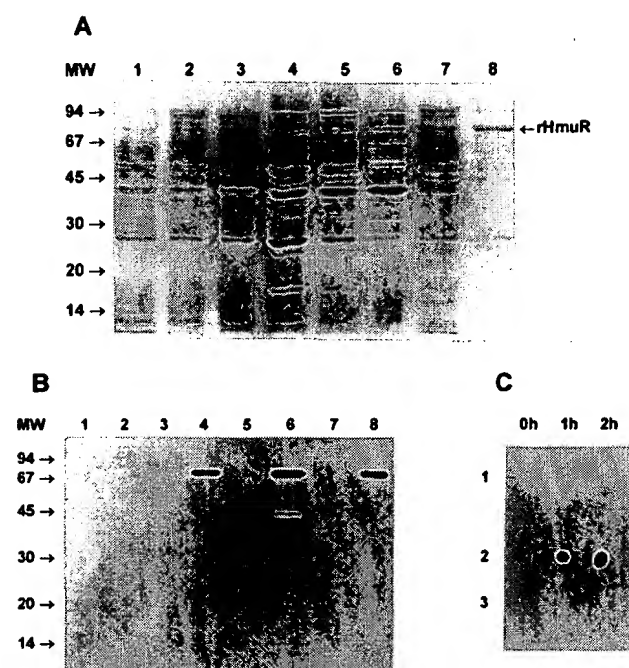 A
MW 1 2 3 4 5 6 7 8
94 →
←rHmuR
67 →
45 →
30 →
20 →
14 →
B
MW 1 2 3 4 5 6 7 8
94 →
67 →
45 →
30 →
20 →
14 →
C
0h 1h 2h
1
2
3